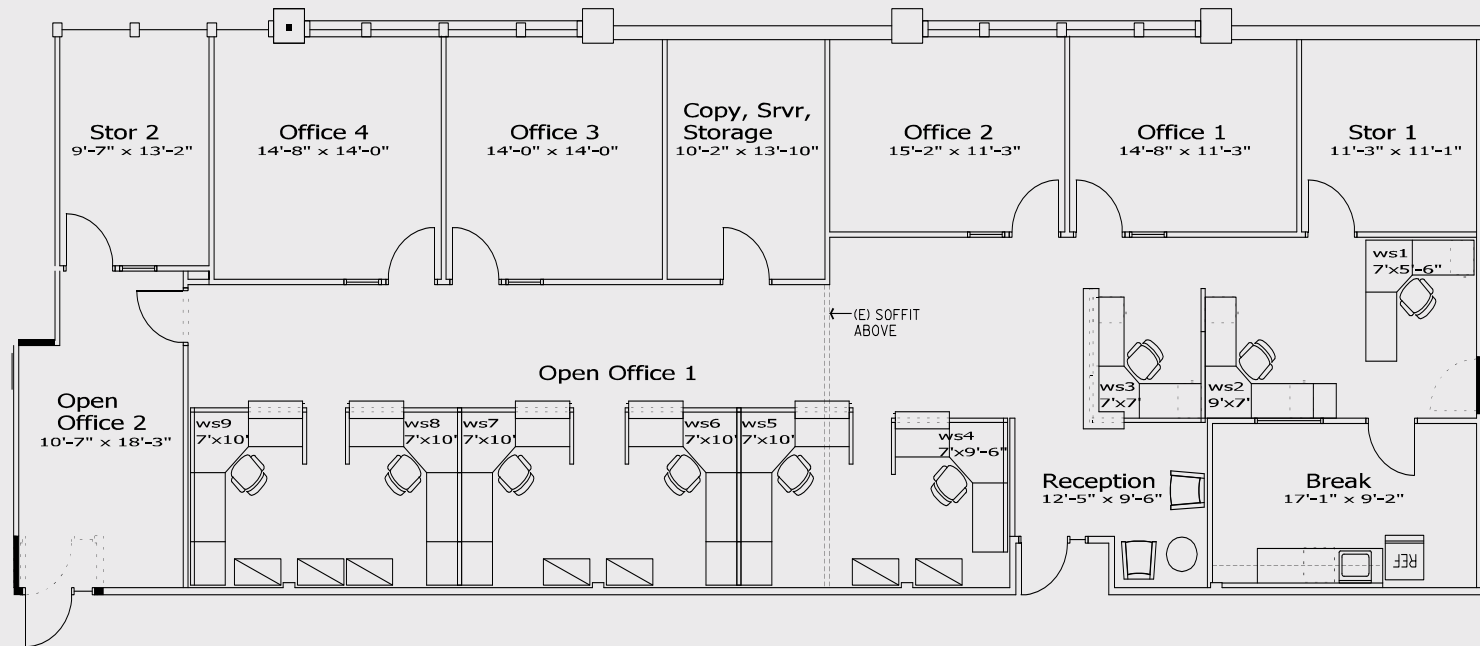 Stor 2
9'-7" x 13'-2"
Office 4
14'-8" x 14'-0"
Office 3
14'-0" x 14'-0"
Copy, Srvr,
Storage
10'-2" x 13'-10"
Office 2
15'-2" x 11'-3"
Office 1
14'-8" x 11'-3"
Stor 1
11'-3" x 11'-1"
ws1
7'x5'-6"
(E) SOFFIT
ABOVE
Open Office 1
ws3
7'x7'
ws2
9'x7'
Open
Office 2
10'-7" x 18'-3"
ws9
7'x10'
ws8
7'x10'
ws7
7'x10'
ws6
7'x10'
ws5
7'x10'
ws4
7'x9'-6"
Reception
12'-5" x 9'-6"
Break
17'-1" x 9'-2"
REF